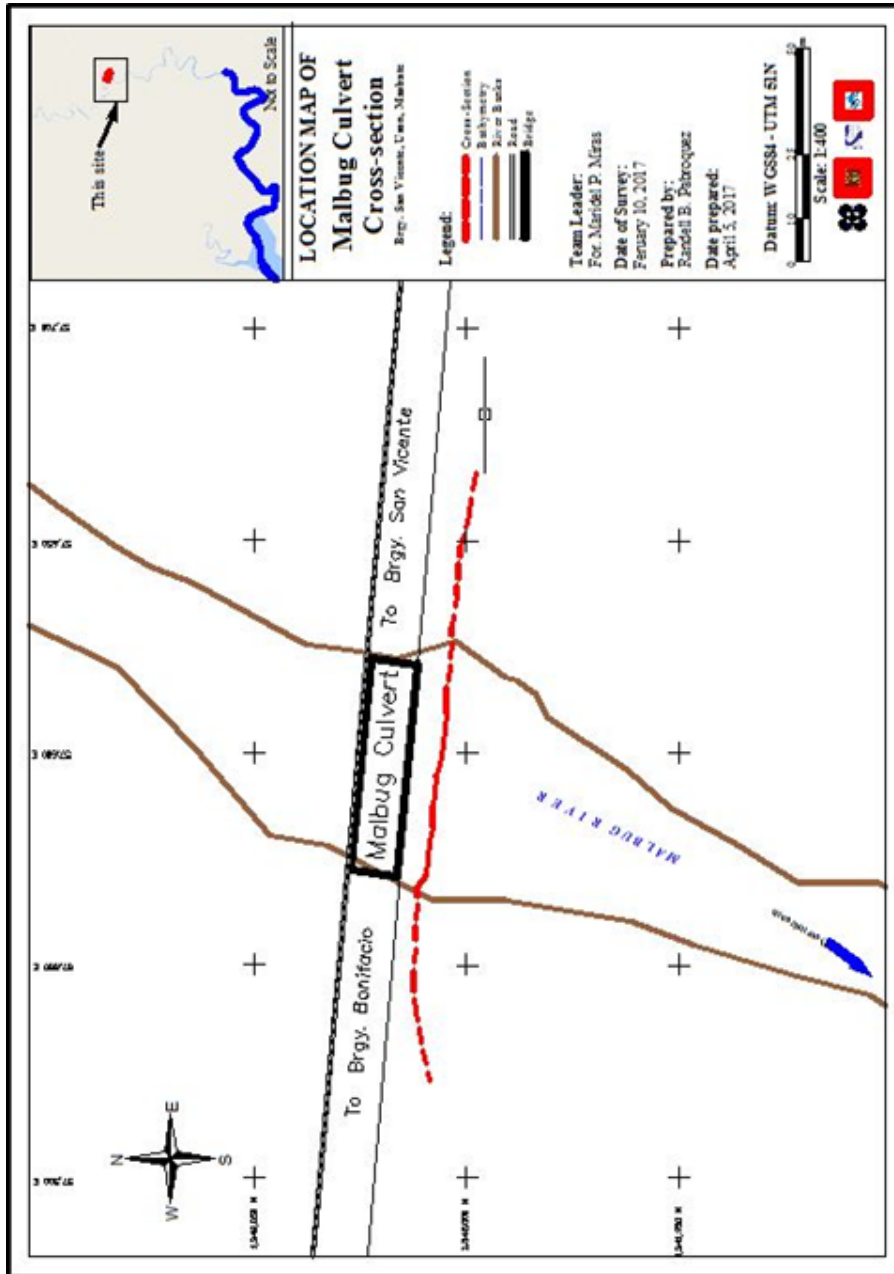 This site
Not to Scale
LOCATION MAP OF
Malbug Culvert
Cross-section
Brgy. San Vicente, Uson, Masbate
Legend:
Cross-Section
Bathymetry
River Banks
Road
Bridge
Team Leader:
For. Maridel P. Miras
Date of Survey:
Feruary 10, 2017
Prepared by:
Randell B. Pabroquez
Date prepared:
April 5, 2017
Datum: WGS84 - UTM 51N
Scale: 1:400
To Brgy. Bonifacio
Malbug Culvert
To Brgy. San Vicente
MALBUG RIVER
N
W
E
S